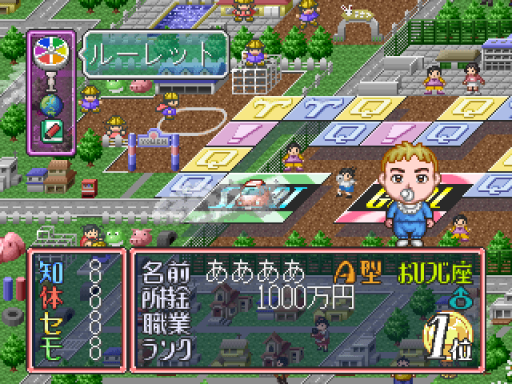 ルーレット
T T Q Q
! Q ! Q
Q
Q
START GOAL
知 8
体 8
セ 8
モ 8
名前 ああああ A型 おひつじ座
所持金 1000万円 ♂
職業
ランク
1位